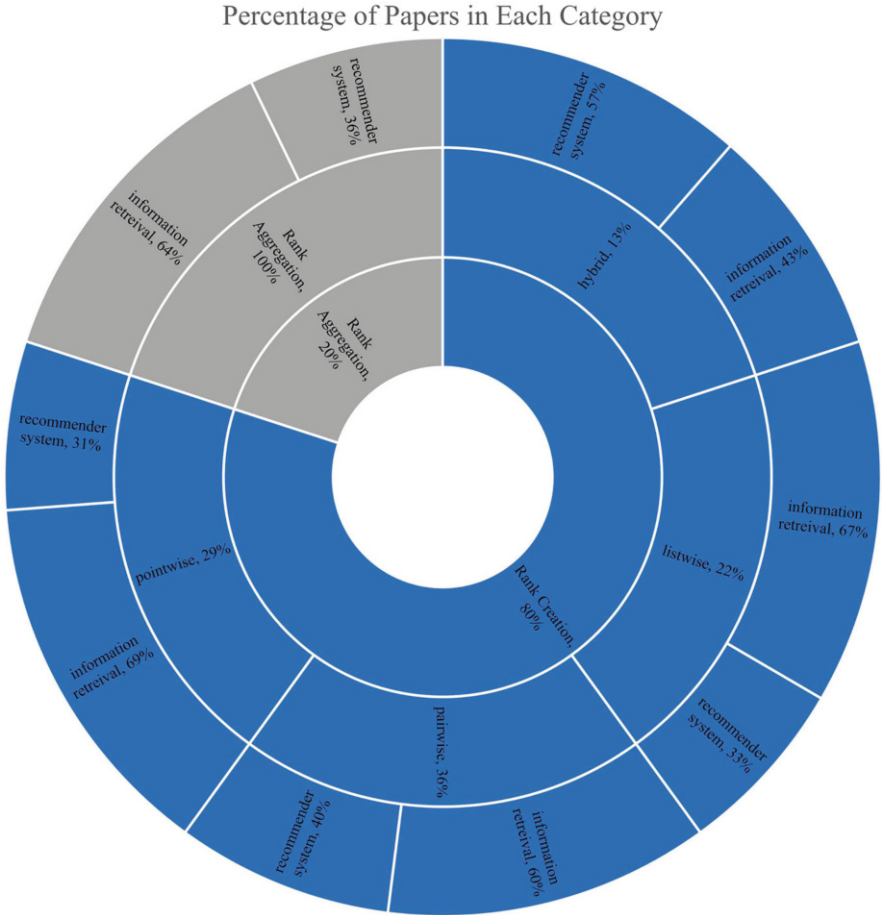 Percentage of Papers in Each Category
recommender
system, 57%
information
retreival, 43%
hybrid, 13%
information
retreival, 67%
recommender
system, 33%
listwise, 22%
information
retreival, 60%
recommender
system, 40%
pairwise, 36%
information
retreival, 69%
recommender
system, 31%
pointwise, 29%
Rank Creation,
80%
information
retreival, 64%
recommender
system, 36%
Rank
Aggregation,
100%
Rank
Aggregation,
20%